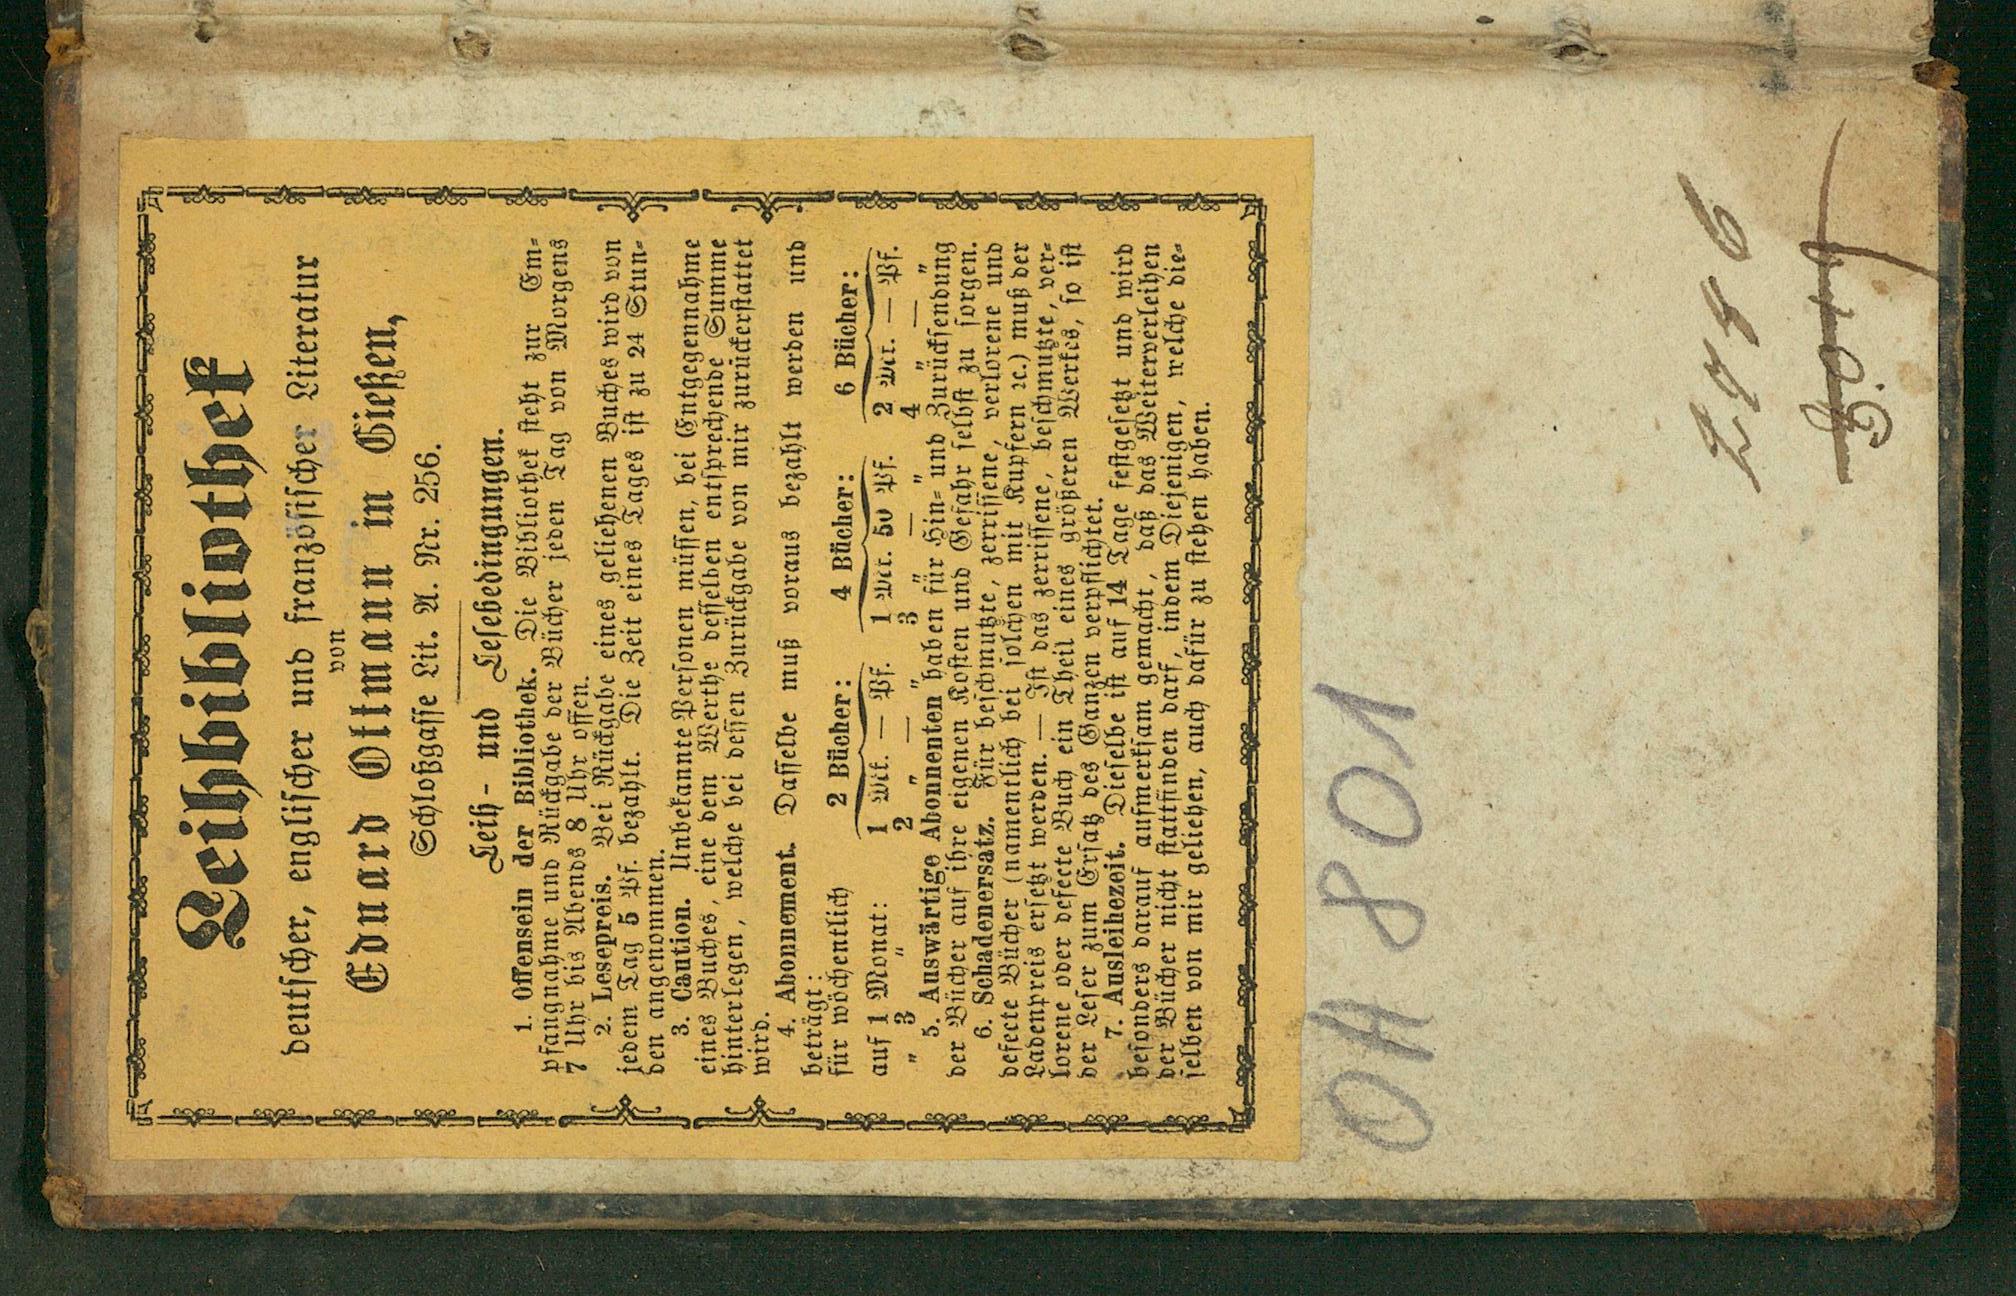 Leihbibliothek
deutſcher, engliſcher und franzöſiſcher Literatur
von
Eduard Ottmann in Gießen,
Schloßgaſſe Lit. A. Nr. 256.
Leih- und Leſebedingungen.
1. Offensein der Bibliothek. Die Bibliothek ſteht zur Em-
pfangnahme und Rückgabe der Bücher jeden Tag von Morgens
7 Uhr bis Abends 8 Uhr offen.
2. Lesepreis. Bei Rückgabe eines geliehenen Buches wird von
jedem Tag 5 Pf. bezahlt. Die Zeit eines Tages iſt zu 24 Stun-
den angenommen.
3. Caution. Unbekannte Perſonen müſſen, bei Entgegennahme
eines Buches, eine dem Werthe deſſelben entſprechende Summe
hinterlegen, welche bei deſſen Zurückgabe von mir zurückerſtattet
wird.
4. Abonnement. Daſſelbe muß voraus bezahlt werden und
beträgt:
für wöchentlich 2 Bücher: 4 Bücher: 6 Bücher:
auf 1 Monat: 1 Mk. — Pf. 1 Mk. 50 Pf. 2 Mk. — Pf.
„ 3 „ 2 „ — „ 3 „ — „ 4 „ — „
5. Auswärtige Abonnenten haben für Hin- und Zurückſendung
der Bücher auf ihre eigenen Koſten und Gefahr ſelbſt zu ſorgen.
6. Schadenersatz. Für beſchmutzte, zerriſſene, verlorene und
defecte Bücher (namentlich bei ſolchen mit Kupfern ꝛc.) muß der
Ladenpreis erſetzt werden. — Iſt das zerriſſene, beſchmutzte, ver-
lorene oder defecte Buch ein Theil eines größeren Werkes, ſo iſt
der Leſer zum Erſatz des Ganzen verpflichtet.
7. Ausleihezeit. Dieſelbe iſt auf 14 Tage feſtgeſetzt und wird
beſonders darauf aufmerkſam gemacht, daß das Weiterverleihen
der Bücher nicht ſtattfinden darf, indem Diejenigen, welche die-
ſelben von mir geliehen, auch dafür zu ſtehen haben.
OH 801